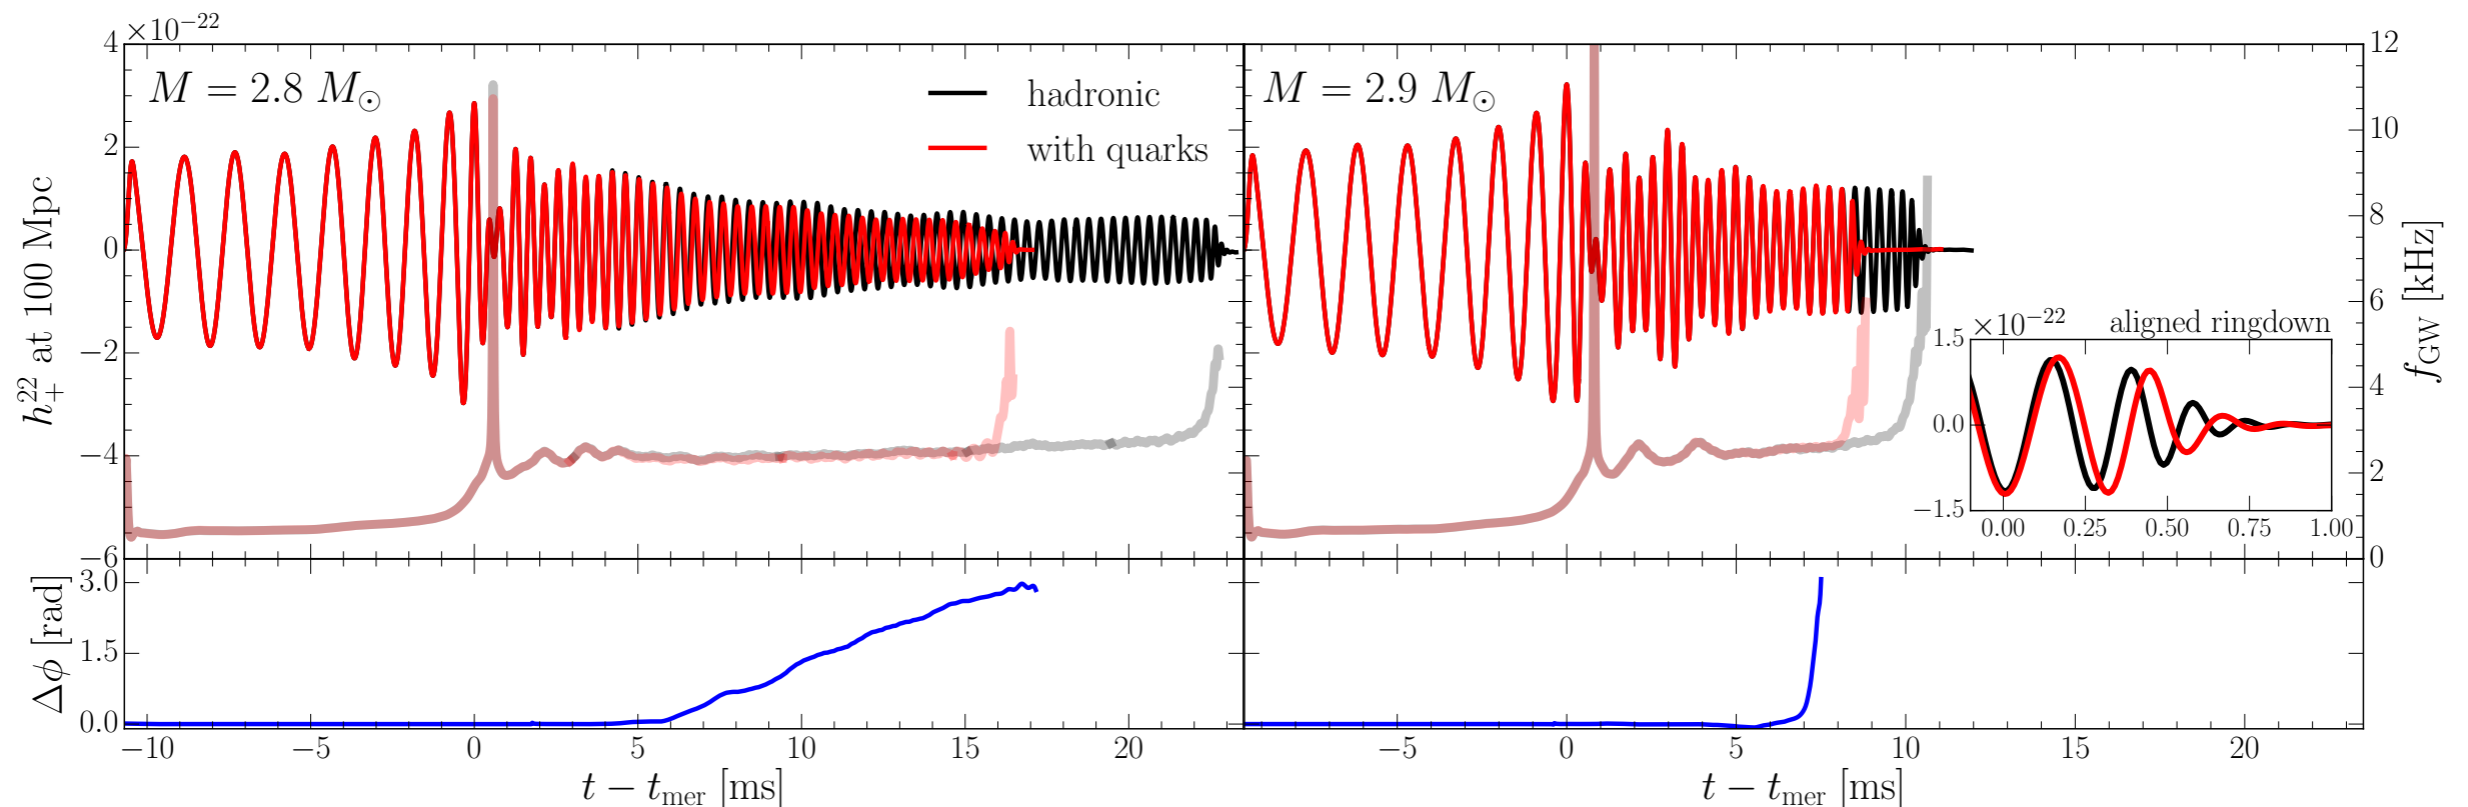 ×10⁻²²
M = 2.8 M☉
hadronic
with quarks
h₊²² at 100 Mpc
4
2
0
−2
−4
−6
M = 2.9 M☉
12
10
8
6
4
2
0
f_GW [kHz]
×10⁻²² aligned ringdown
1.5
0.0
−1.5
0.00 0.25 0.50 0.75 1.00
Δϕ [rad]
3.0
1.5
0.0
−10 −5 0 5 10 15 20
−5 0 5 10 15 20
t − t_mer [ms]
t − t_mer [ms]